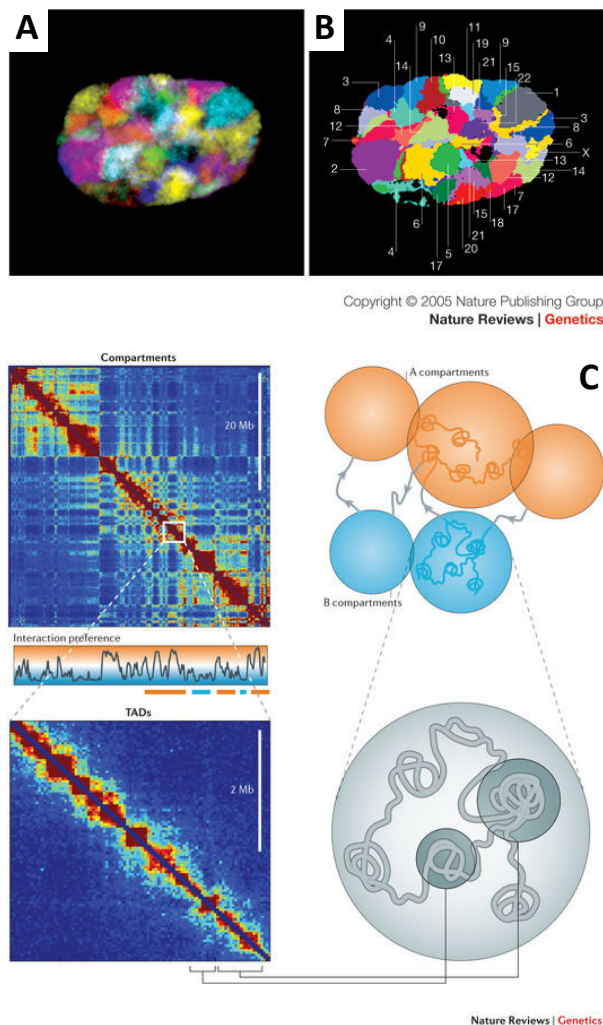 A
B
4
9
10
11
13
19
21
9
15
22
14
3
1
8
12
7
2
3
8
6
X
13
14
12
7
17
18
15
21
20
5
17
6
4
Copyright © 2005 Nature Publishing Group
Nature Reviews | Genetics
Compartments
C
20 Mb
A compartments
B compartments
Interaction preference
TADs
2 Mb
Nature Reviews | Genetics